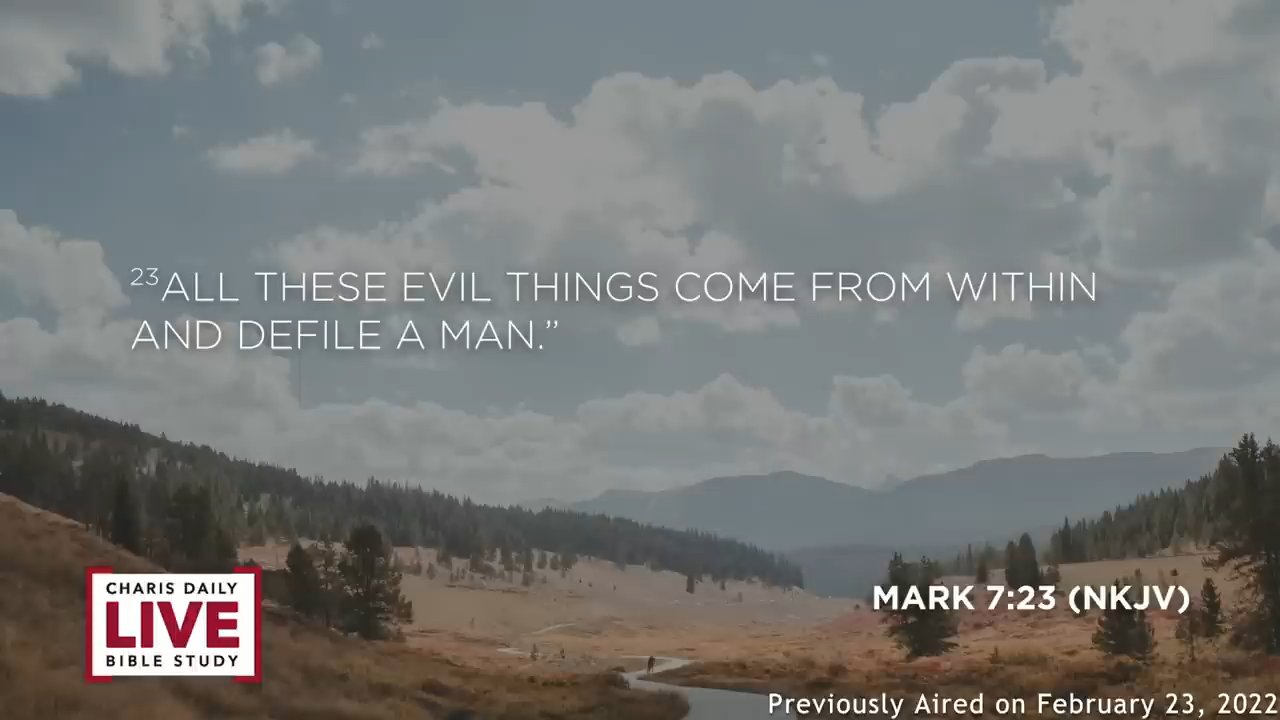 23ALL THESE EVIL THINGS COME FROM WITHIN
AND DEFILE A MAN.”
CHARIS DAILY
LIVE
BIBLE STUDY
MARK 7:23 (NKJV)
Previously Aired on February 23, 2022